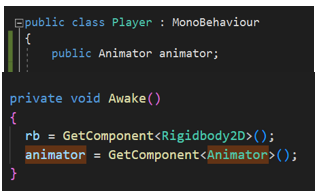 public class Player : MonoBehaviour
{
public Animator animator;
private void Awake()
{
rb = GetComponent<Rigidbody2D>();
animator = GetComponent<Animator>();
}